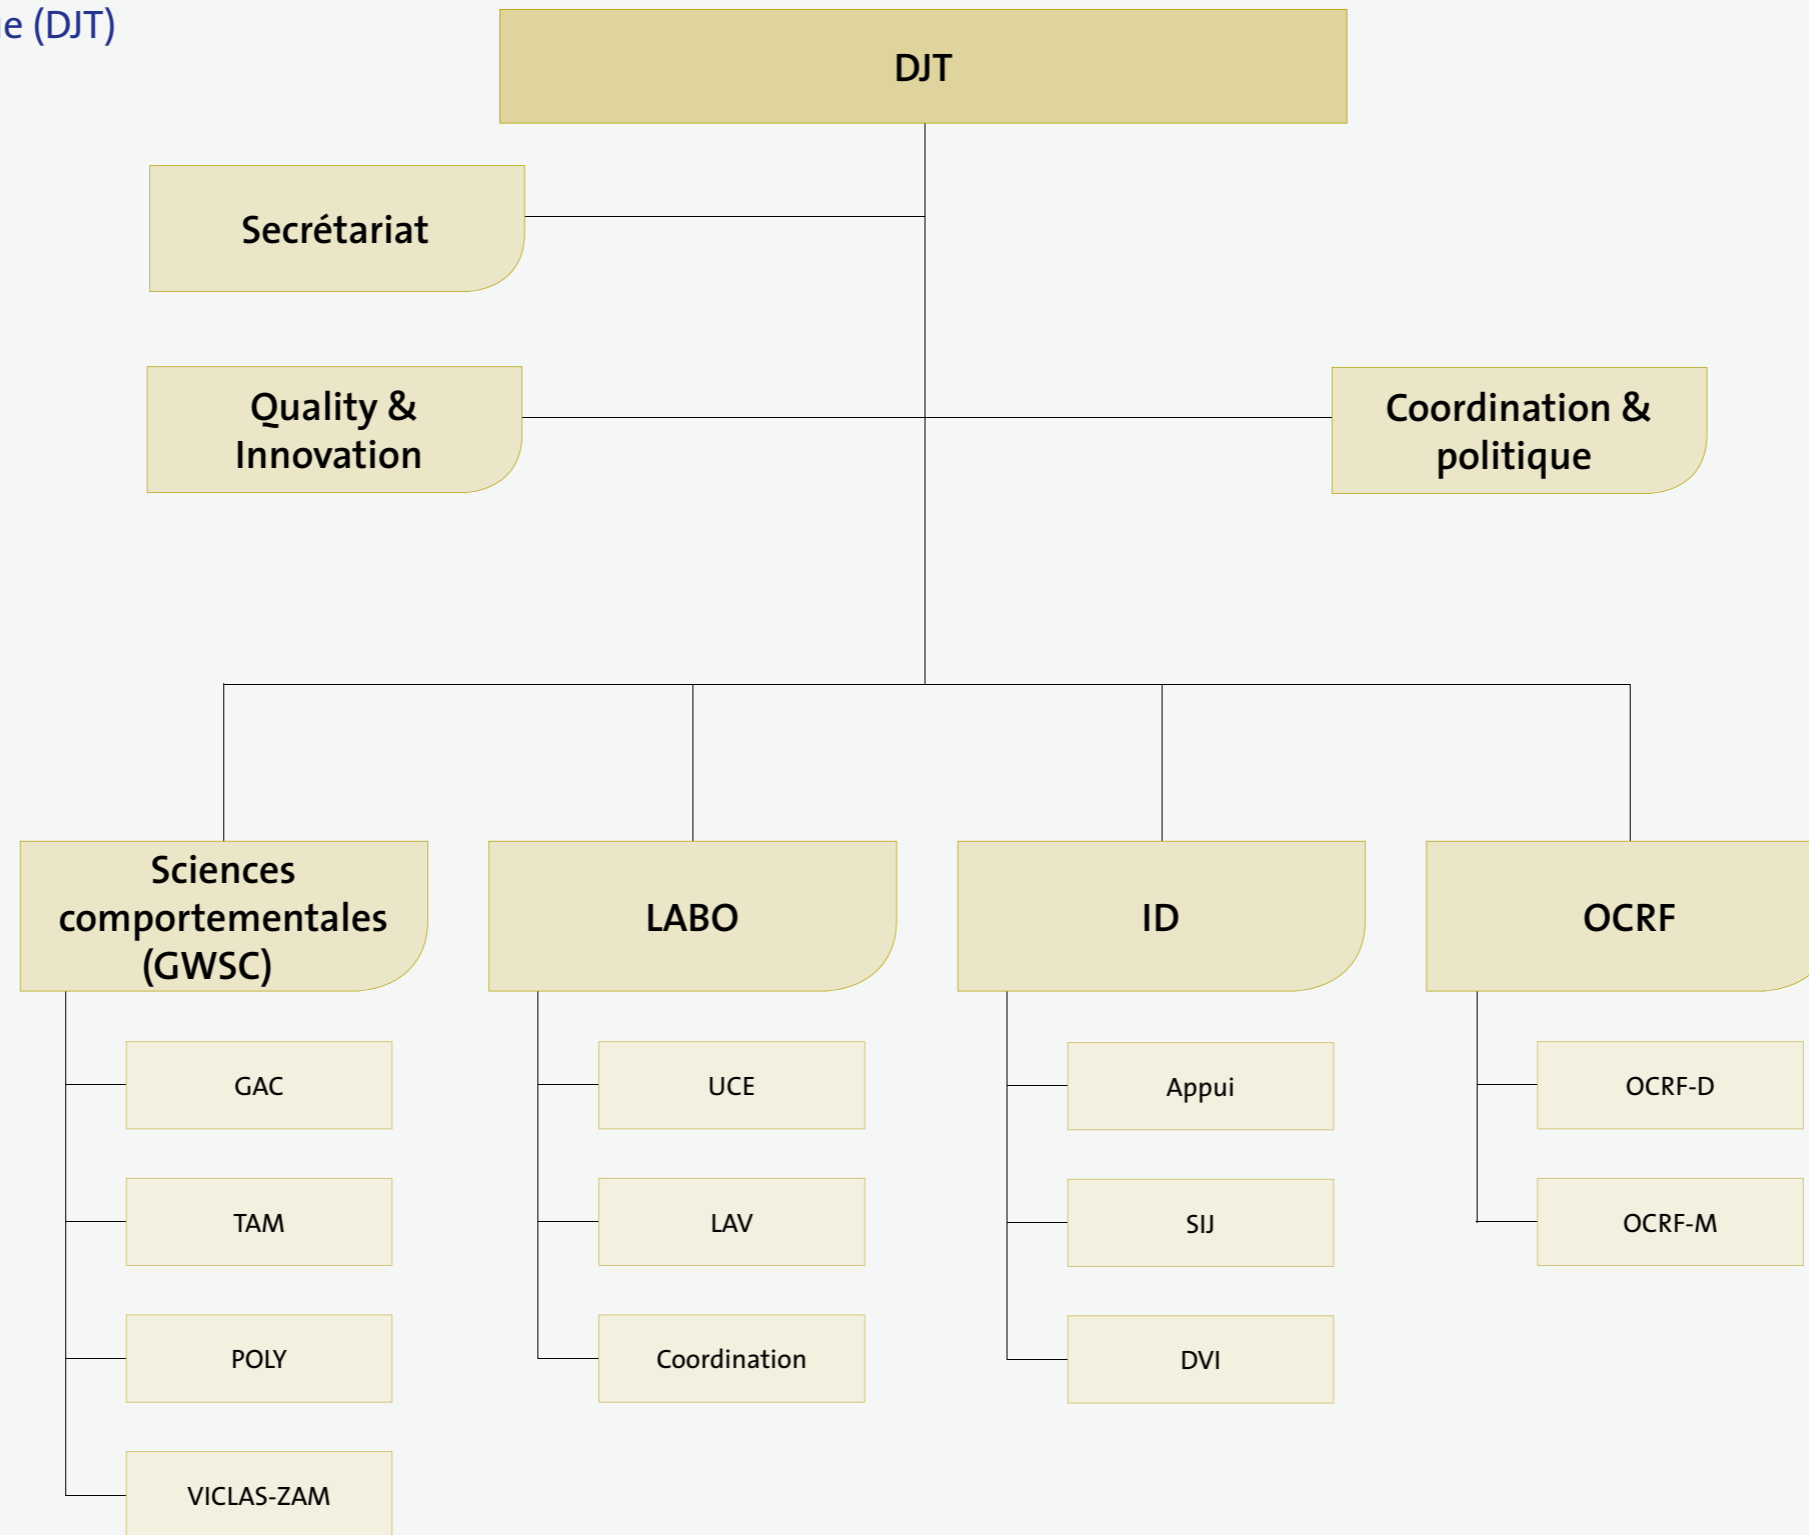 (DJT)
DJT
Secrétariat
Quality &
Innovation
Coordination &
politique
Sciences
comportementales
(GWSC)
LABO
ID
OCRF
GAC
UCE
Appui
OCRF-D
TAM
LAV
SIJ
OCRF-M
POLY
Coordination
DVI
VICLAS-ZAM